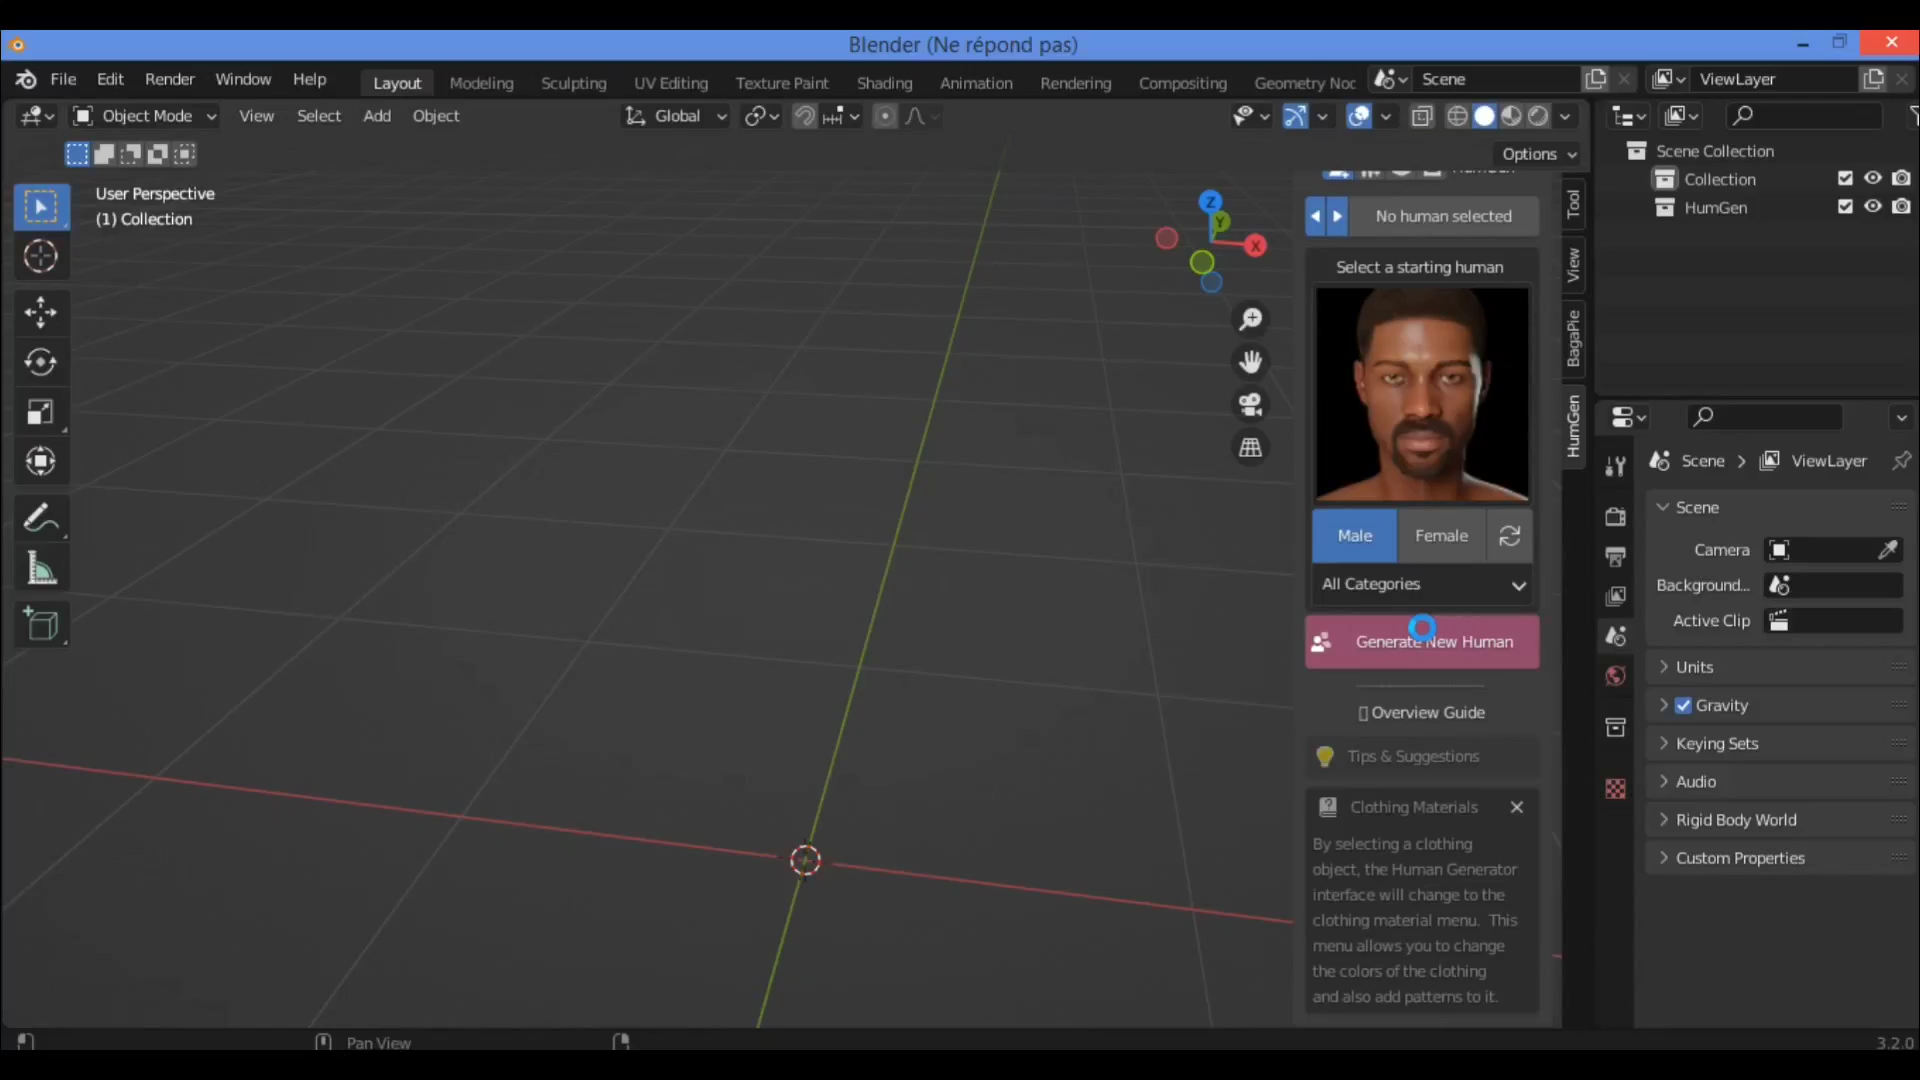 Blender (Ne répond pas)
File Edit Render Window Help Layout Modeling Sculpting UV Editing Texture Paint Shading Animation Rendering Compositing Geometry Noc Scene ViewLayer
Object Mode View Select Add Object Global
Options
User Perspective
(1) Collection
Z
Y
X
HumGen
No human selected
Select a starting human
Male Female
All Categories
Generate New Human
Overview Guide
Tips & Suggestions
Clothing Materials
By selecting a clothing
object, the Human Generator
interface will change to the
clothing material menu. This
menu allows you to change
the colors of the clothing
and also add patterns to it.
Tool
View
BagaPie
HumGen
Scene Collection
Collection
HumGen
Scene > ViewLayer
Scene
Camera
Background...
Active Clip
Units
Gravity
Keying Sets
Audio
Rigid Body World
Custom Properties
Pan View
3.2.0